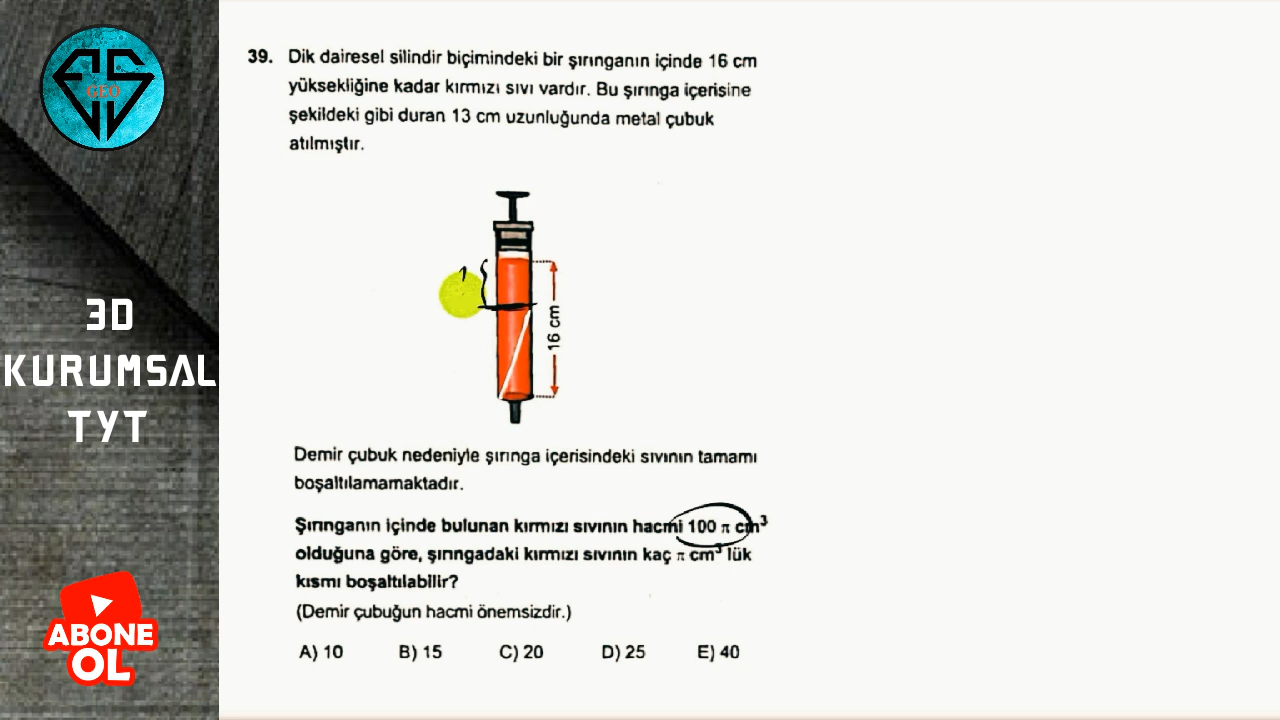 GEO
3D
KURUMSAL
TYT
ABONE
OL
39. Dik dairesel silindir biçimindeki bir şırınganın içinde 16 cm
yüksekliğine kadar kırmızı sıvı vardır. Bu şırınga içerisine
şekildeki gibi duran 13 cm uzunluğunda metal çubuk
atılmıştır.
16 cm
Demir çubuk nedeniyle şırınga içerisindeki sıvının tamamı
boşaltılamamaktadır.
Şırınganın içinde bulunan kırmızı sıvının hacmi 100 π cm³
olduğuna göre, şırıngadaki kırmızı sıvının kaç π cm³ lük
kısmı boşaltılabilir?
(Demir çubuğun hacmi önemsizdir.)
A) 10 B) 15 C) 20 D) 25 E) 40